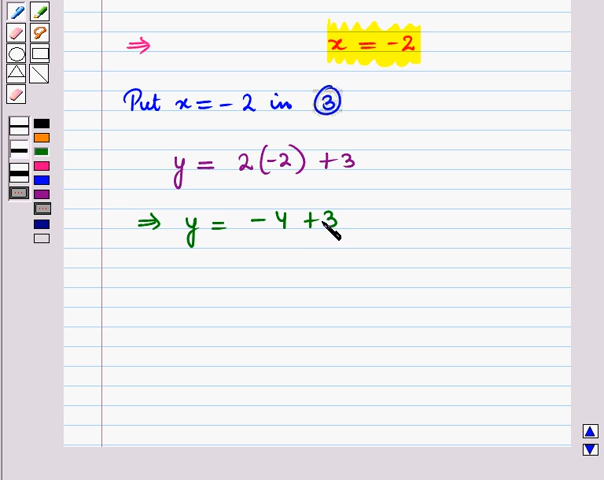 ⇒ x = -2
Put x = - 2 in ③
y = 2(-2) + 3
⇒ y = - 4 + 3